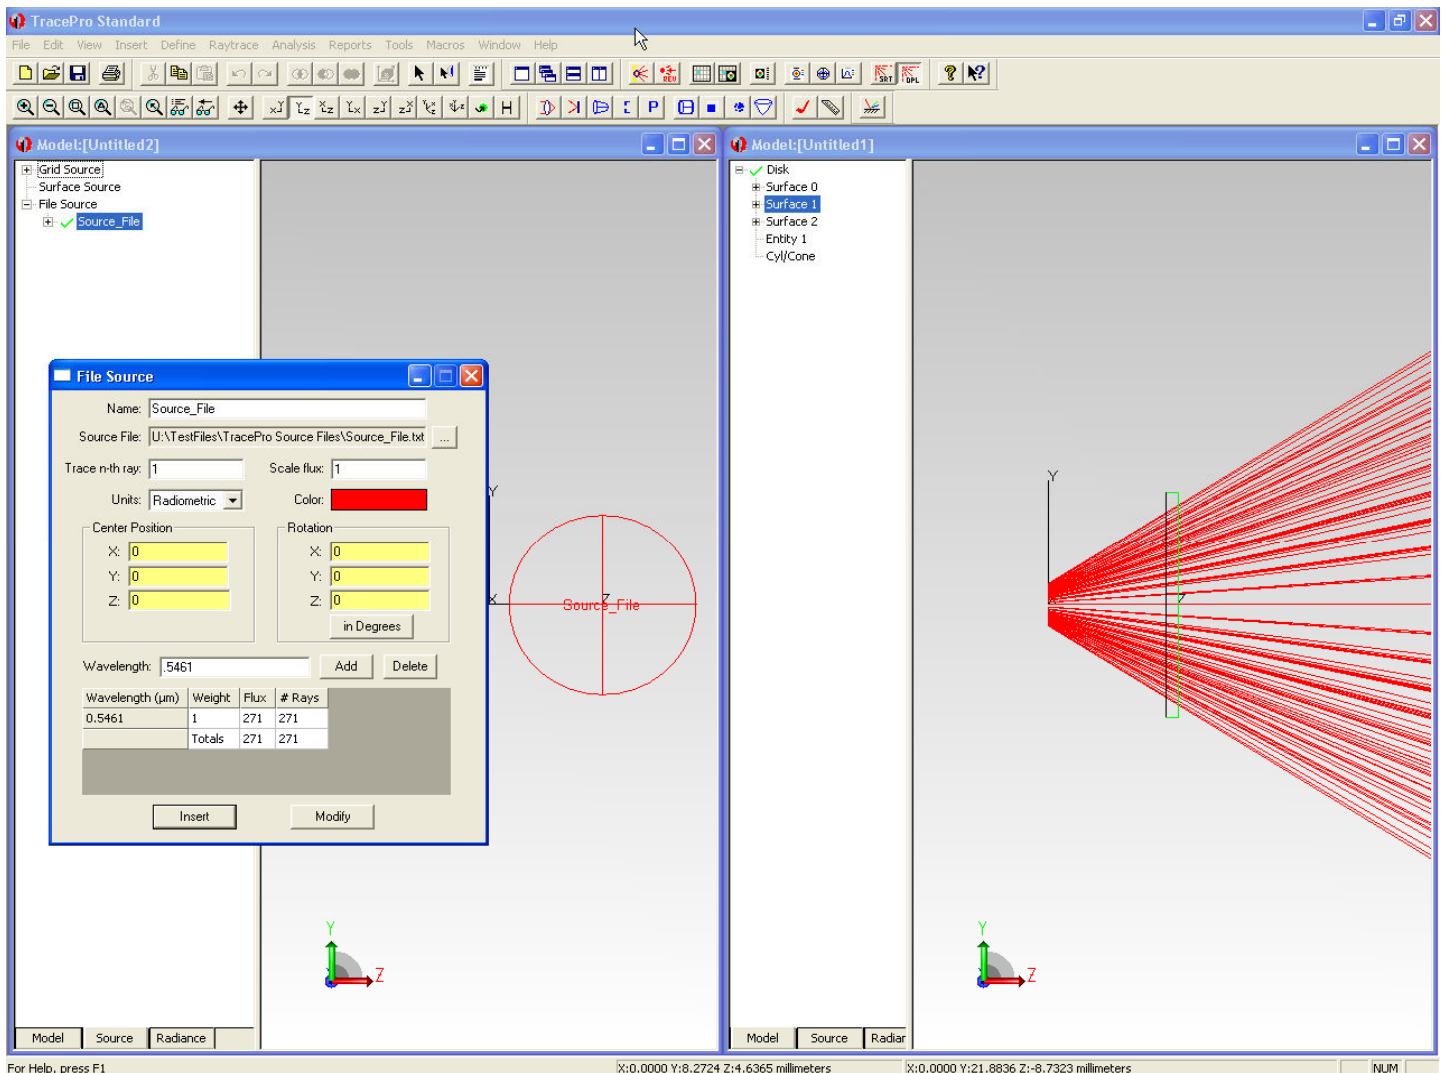 TracePro Standard
File Edit View Insert Define Raytrace Analysis Reports Tools Macros Window Help
Model:[Untitled2]
Grid Source
Surface Source
File Source
Source_File
File Source
Name: Source_File
Source File: U:\TestFiles\TracePro Source Files\Source_File.txt ...
Trace n-th ray: 1 Scale flux: 1
Units: Radiometric Color:
Center Position Rotation
X: 0 X: 0
Y: 0 Y: 0
Z: 0 Z: 0
in Degrees
Wavelength: .5461 Add Delete
Wavelength (µm) Weight Flux # Rays
0.5461 1 271 271
Totals 271 271
Insert Modify
Y
X
Z
Source_File
Y
Z
Model Source Radiance
Model:[Untitled1]
Disk
Surface 0
Surface 1
Surface 2
Entity 1
Cyl/Cone
Y
Z
Y
Z
Model Source Radiar
For Help, press F1 X:0.0000 Y:8.2724 Z:4.6365 millimeters X:0.0000 Y:21.8836 Z:-8.7323 millimeters NUM